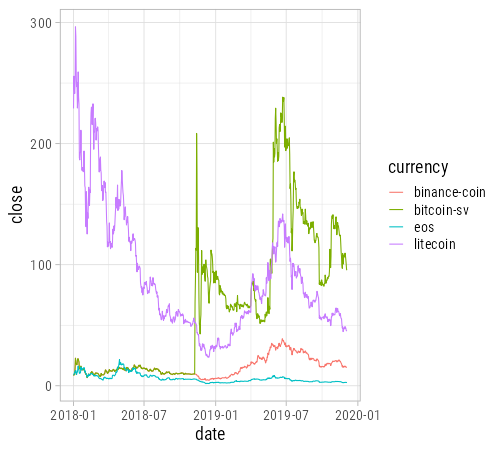 300
200
100
0
close
2018-01
2018-07
2019-01
2019-07
2020-01
date
currency
binance-coin
bitcoin-sv
eos
litecoin